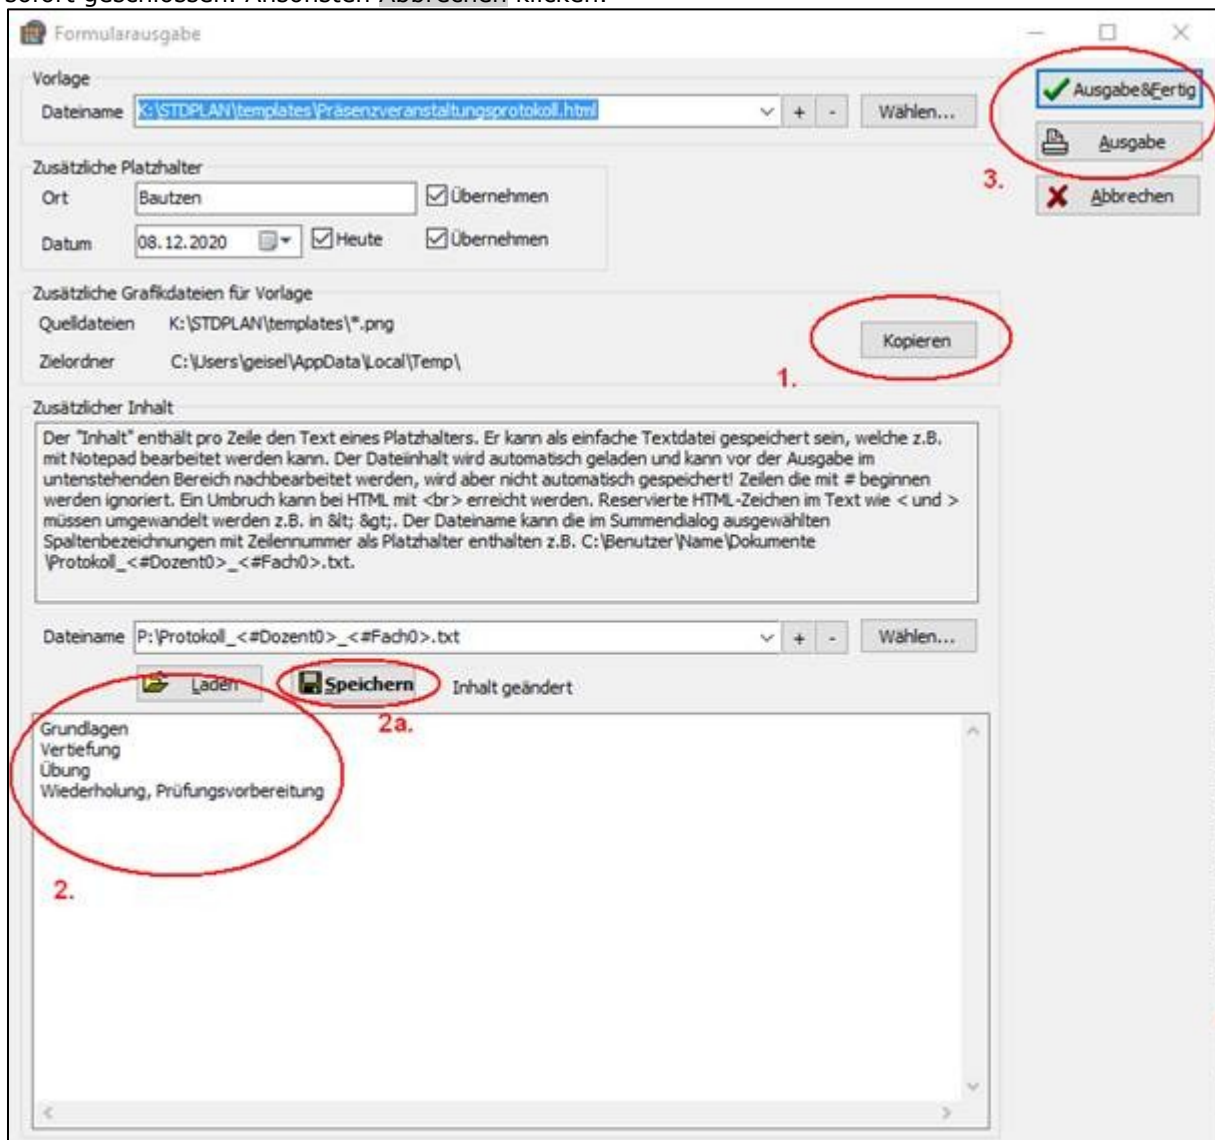 sofort geschlossen. Ansonsten Abbrechen klicken.
Formularausgabe
Vorlage
Dateiname K:\STDPLAN\templates\Präsenzveranstaltungsprotokoll.html + - Wählen...
Ausgabe&Fertig
Ausgabe
3.
Abbrechen
Zusätzliche Platzhalter
Ort Bautzen Übernehmen
Datum 08.12.2020 Heute Übernehmen
Zusätzliche Grafikdateien für Vorlage
Quelldateien K:\STDPLAN\templates\*.png
Kopieren
Zielordner C:\Users\geisel\AppData\Local\Temp\
1.
Zusätzlicher Inhalt
Der "Inhalt" enthält pro Zeile den Text eines Platzhalters. Er kann als einfache Textdatei gespeichert sein, welche z.B.
mit Notepad bearbeitet werden kann. Der Dateiinhalt wird automatisch geladen und kann vor der Ausgabe im
untenstehenden Bereich nachbearbeitet werden, wird aber nicht automatisch gespeichert! Zeilen die mit # beginnen
werden ignoriert. Ein Umbruch kann bei HTML mit <br> erreicht werden. Reservierte HTML-Zeichen im Text wie < und >
müssen umgewandelt werden z.B. in &lt; &gt;. Der Dateiname kann die im Summendialog ausgewählten
Spaltenbezeichnungen mit Zeilennummer als Platzhalter enthalten z.B. C:\Benutzer\Name\Dokumente
\Protokoll_<#Dozent0>_<#Fach0>.txt.
Dateiname P:\Protokoll_<#Dozent0>_<#Fach0>.txt + - Wählen...
Laden Speichern Inhalt geändert
2a.
Grundlagen
Vertiefung
Übung
Wiederholung, Prüfungsvorbereitung
2.